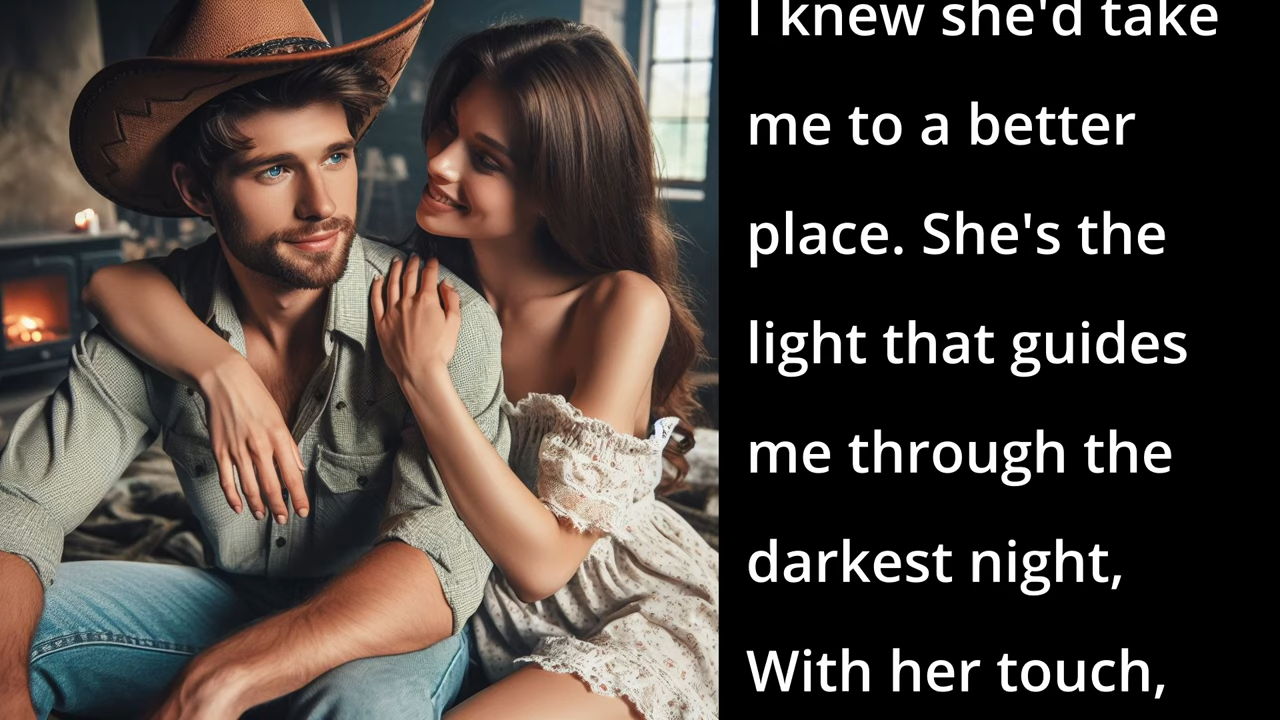 I knew she'd take
me to a better
place. She's the
light that guides
me through the
darkest night,
With her touch,